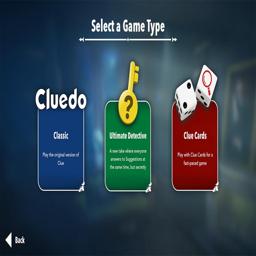 Select a Game Type
Cluedo
Classic
Play the original version of
Clue
Ultimate Detective
A new take where everyone
answers to Suggestions at
the same time, but secretly
Clue Cards
Play with Clue Cards for a
fast-paced game
Back